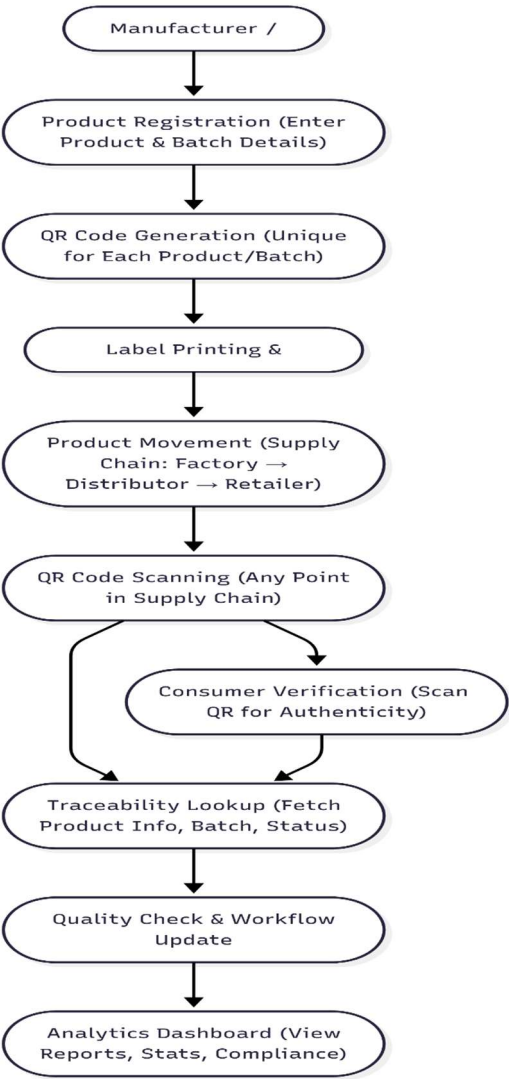 Manufacturer /
Product Registration (Enter
Product & Batch Details)
QR Code Generation (Unique
for Each Product/Batch)
Label Printing &
Product Movement (Supply
Chain: Factory →
Distributor → Retailer)
QR Code Scanning (Any Point
in Supply Chain)
Consumer Verification (Scan
QR for Authenticity)
Traceability Lookup (Fetch
Product Info, Batch, Status)
Quality Check & Workflow
Update
Analytics Dashboard (View
Reports, Stats, Compliance)